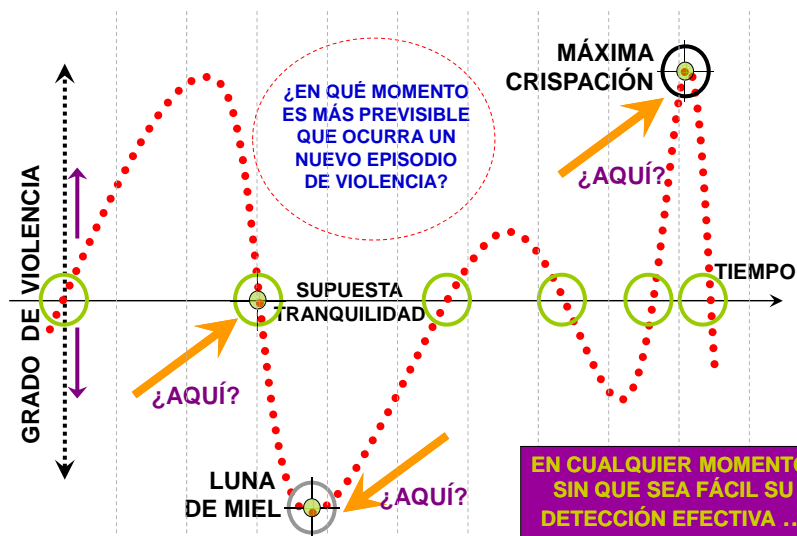 MÁXIMA
CRISPACIÓN
¿EN QUÉ MOMENTO
ES MÁS PREVISIBLE
QUE OCURRA UN
NUEVO EPISODIO
DE VIOLENCIA?
¿AQUÍ?
GRADO DE VIOLENCIA
TIEMPO
SUPUESTA
TRANQUILIDAD
¿AQUÍ?
LUNA
DE MIEL
¿AQUÍ?
EN CUALQUIER MOMENTO
SIN QUE SEA FÁCIL SU
DETECCIÓN EFECTIVA ..